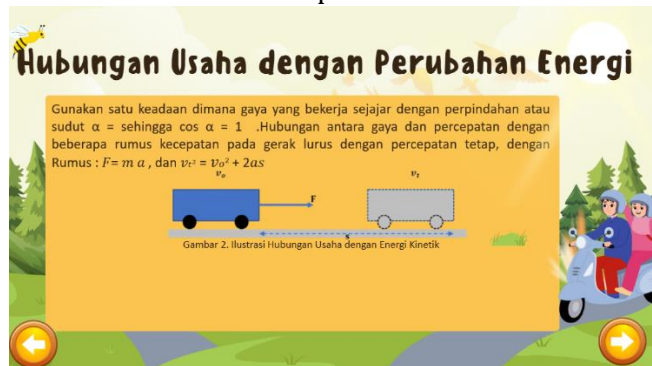 Hubungan Usaha dengan Perubahan Energi
Gunakan satu keadaan dimana gaya yang bekerja sejajar dengan perpindahan atau
sudut α = sehingga cos α = 1 .Hubungan antara gaya dan percepatan dengan
beberapa rumus kecepatan pada gerak lurus dengan percepatan tetap, dengan
Rumus : F= m a , dan vₜ² = vₒ² + 2as
vₒ vₜ
F
s
Gambar 2. Ilustrasi Hubungan Usaha dengan Energi Kinetik